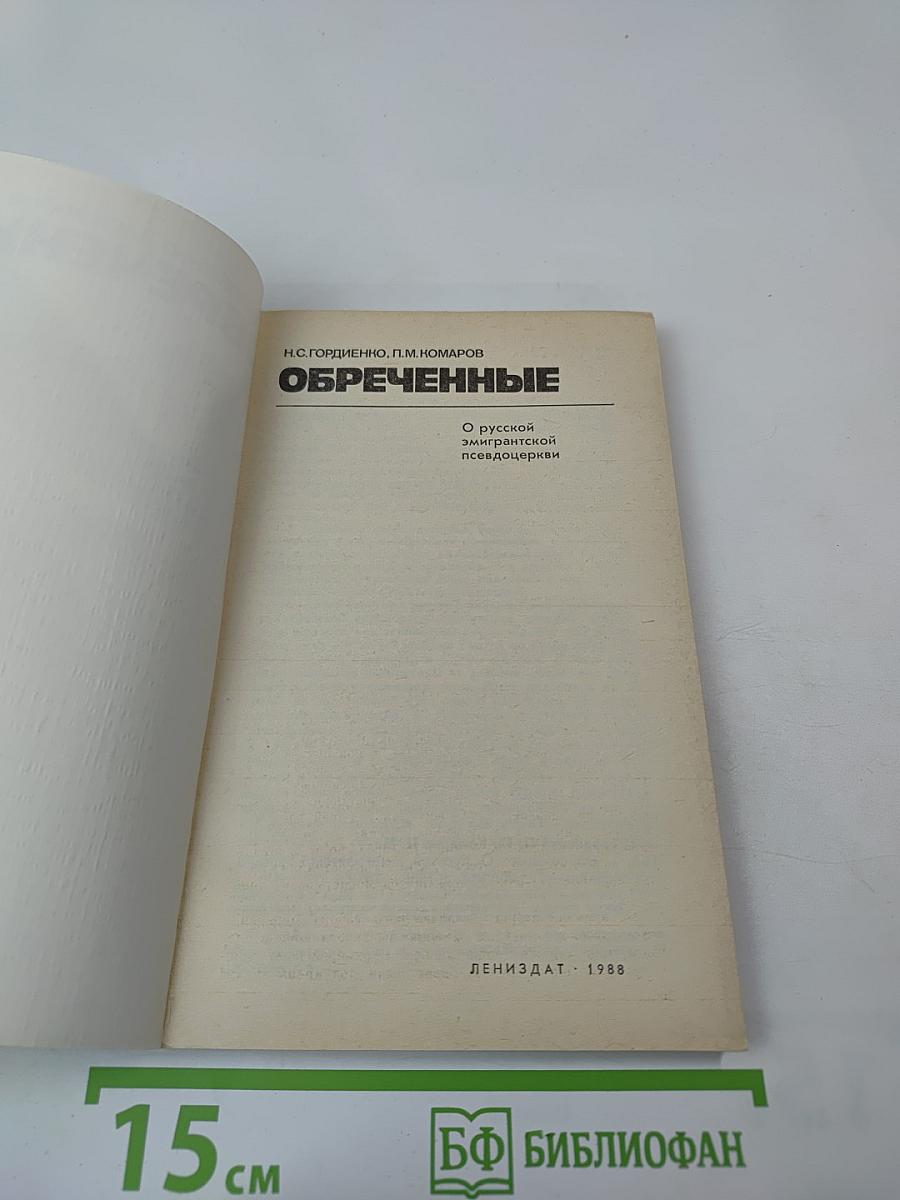 Н.С.ГОРДИЕНКО, П.М.КОМАРОВ
ОБРЕЧЕННЫЕ
О русской
эмигрантской
псевдоцеркви
ЛЕНИЗДАТ · 1988
15 см
БФ БИБЛИОФАН